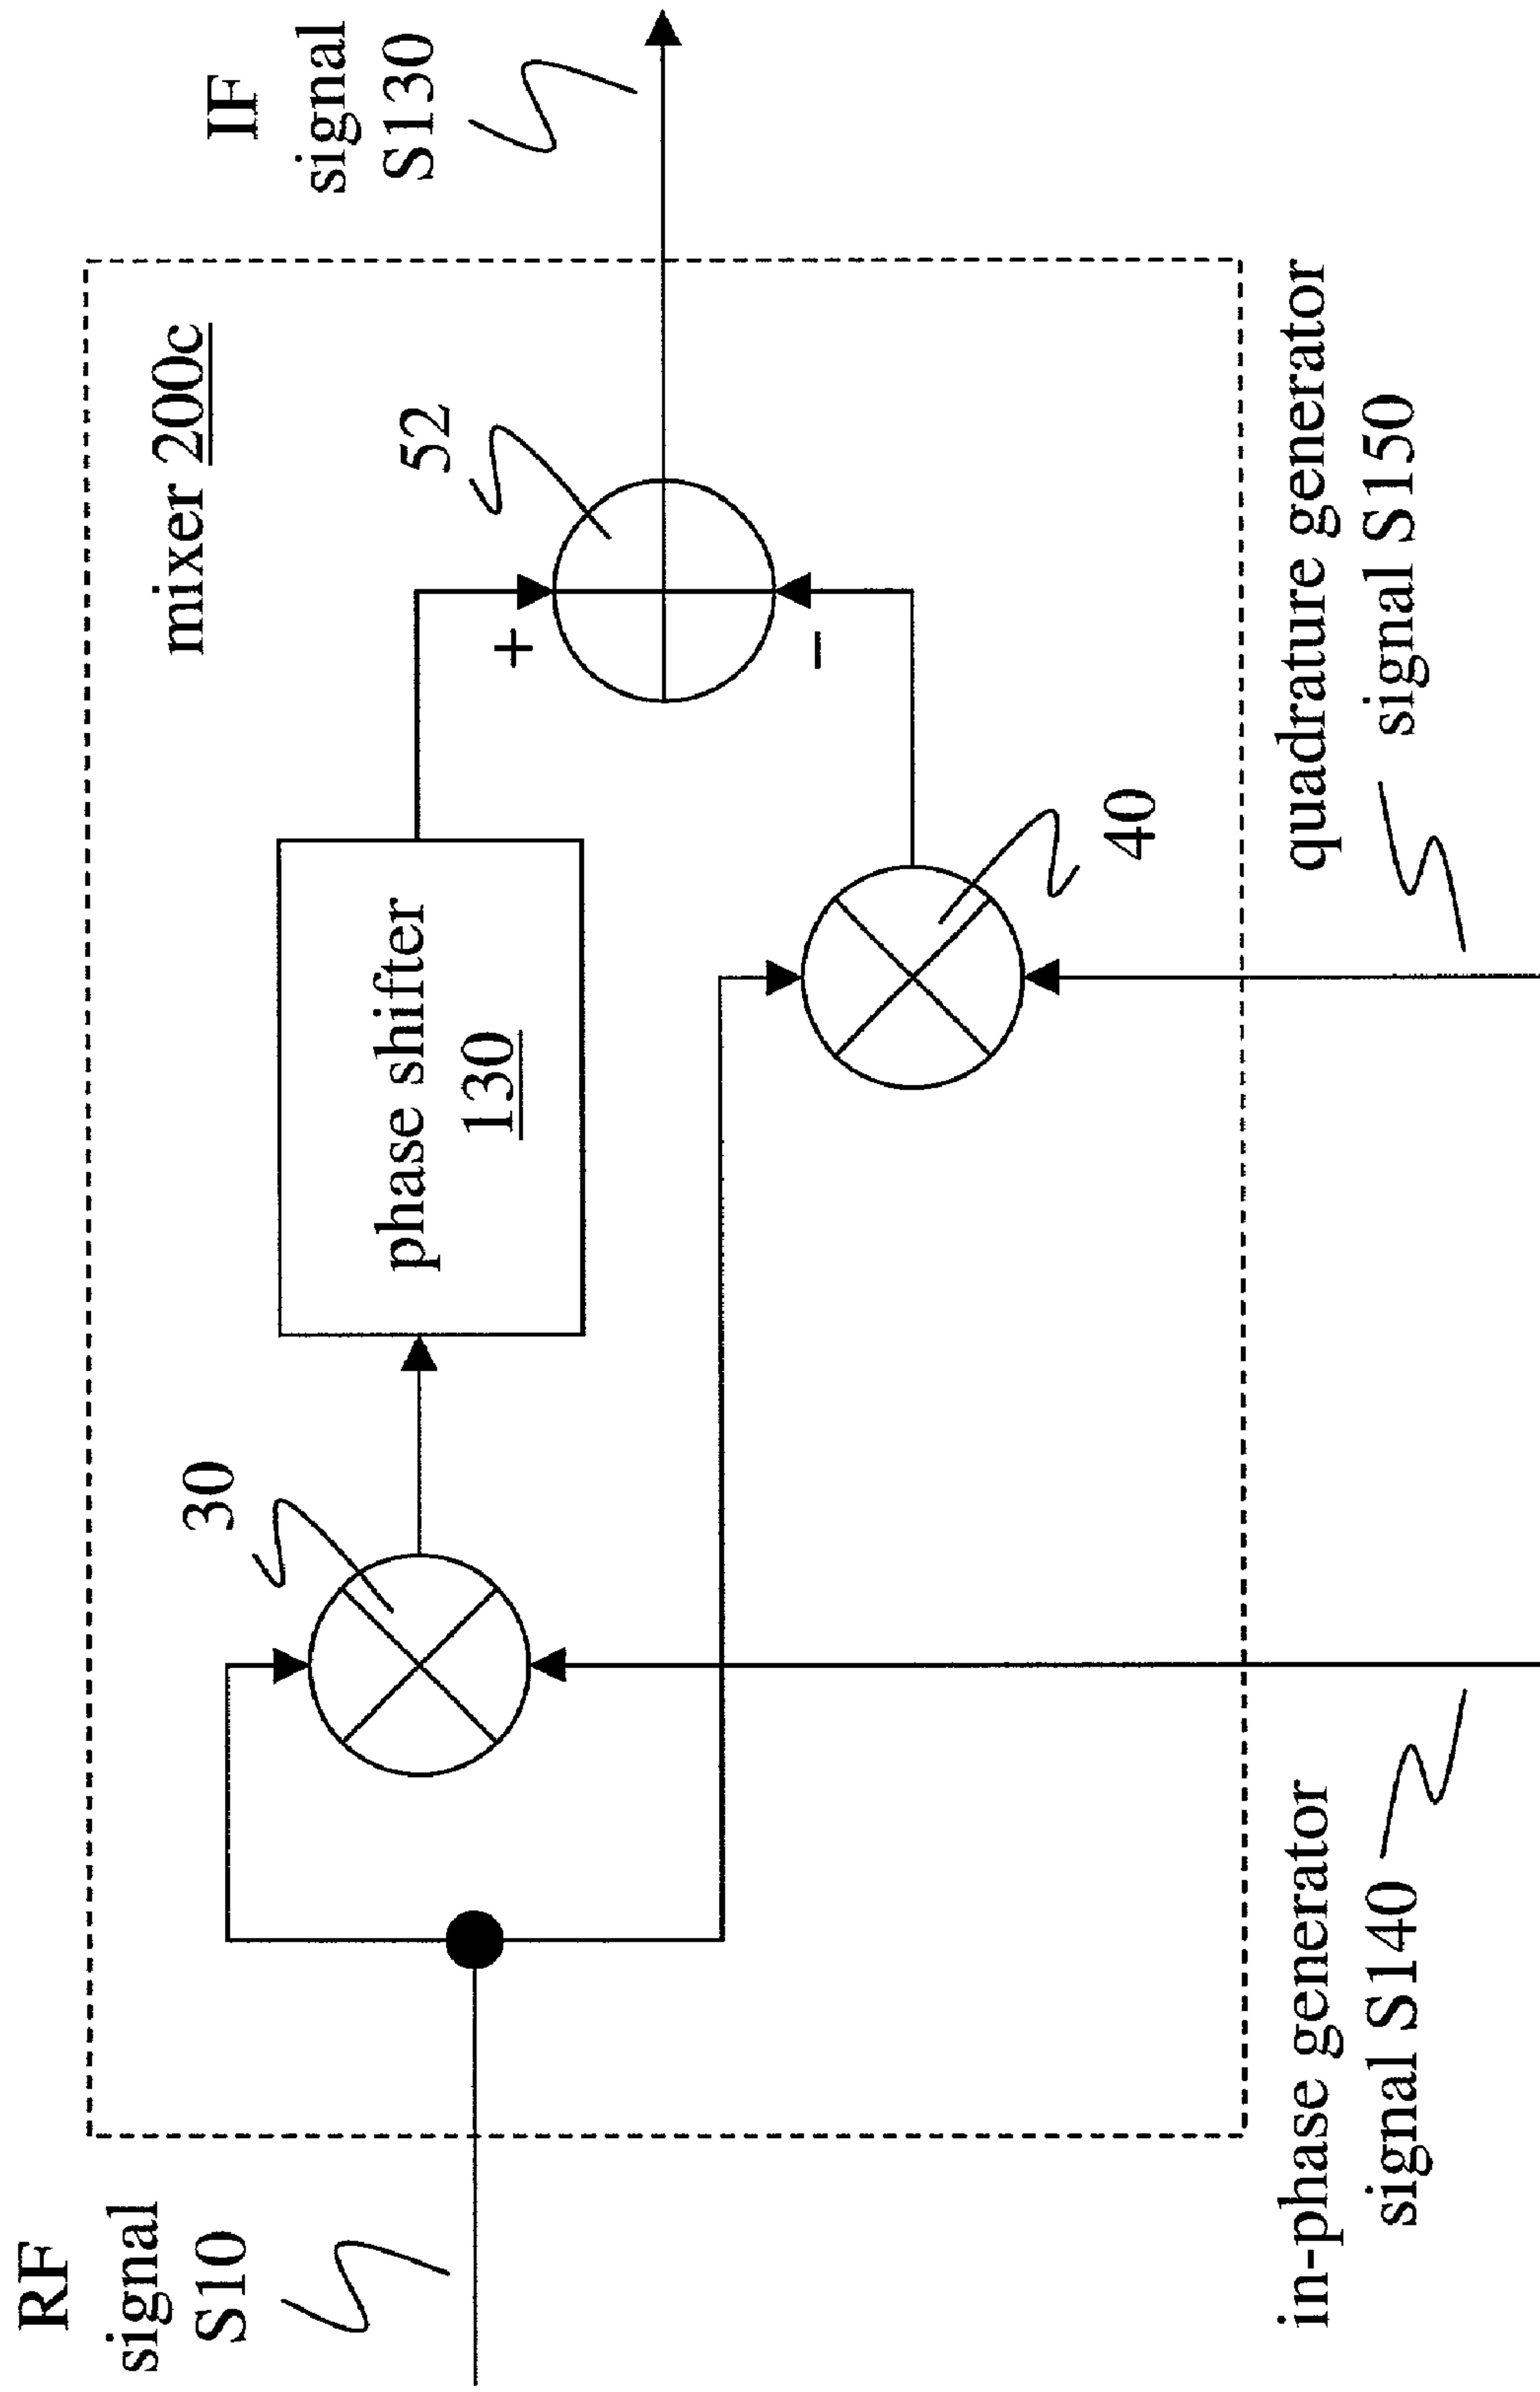 RF
signal
S10
mixer 200c
30
phase shifter
130
52
+
–
40
IF
signal
S130
in-phase generator
signal S140
quadrature generator
signal S150